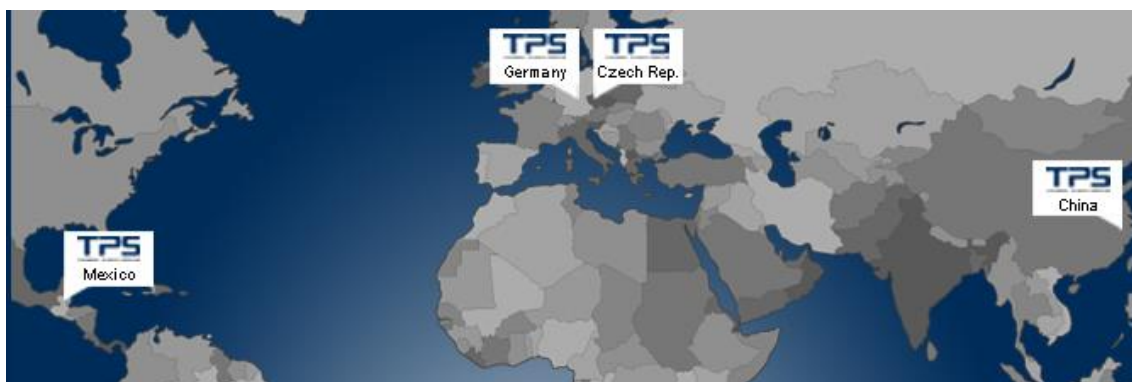 TPS
Germany
TPS
Czech Rep.
TPS
China
TPS
Mexico